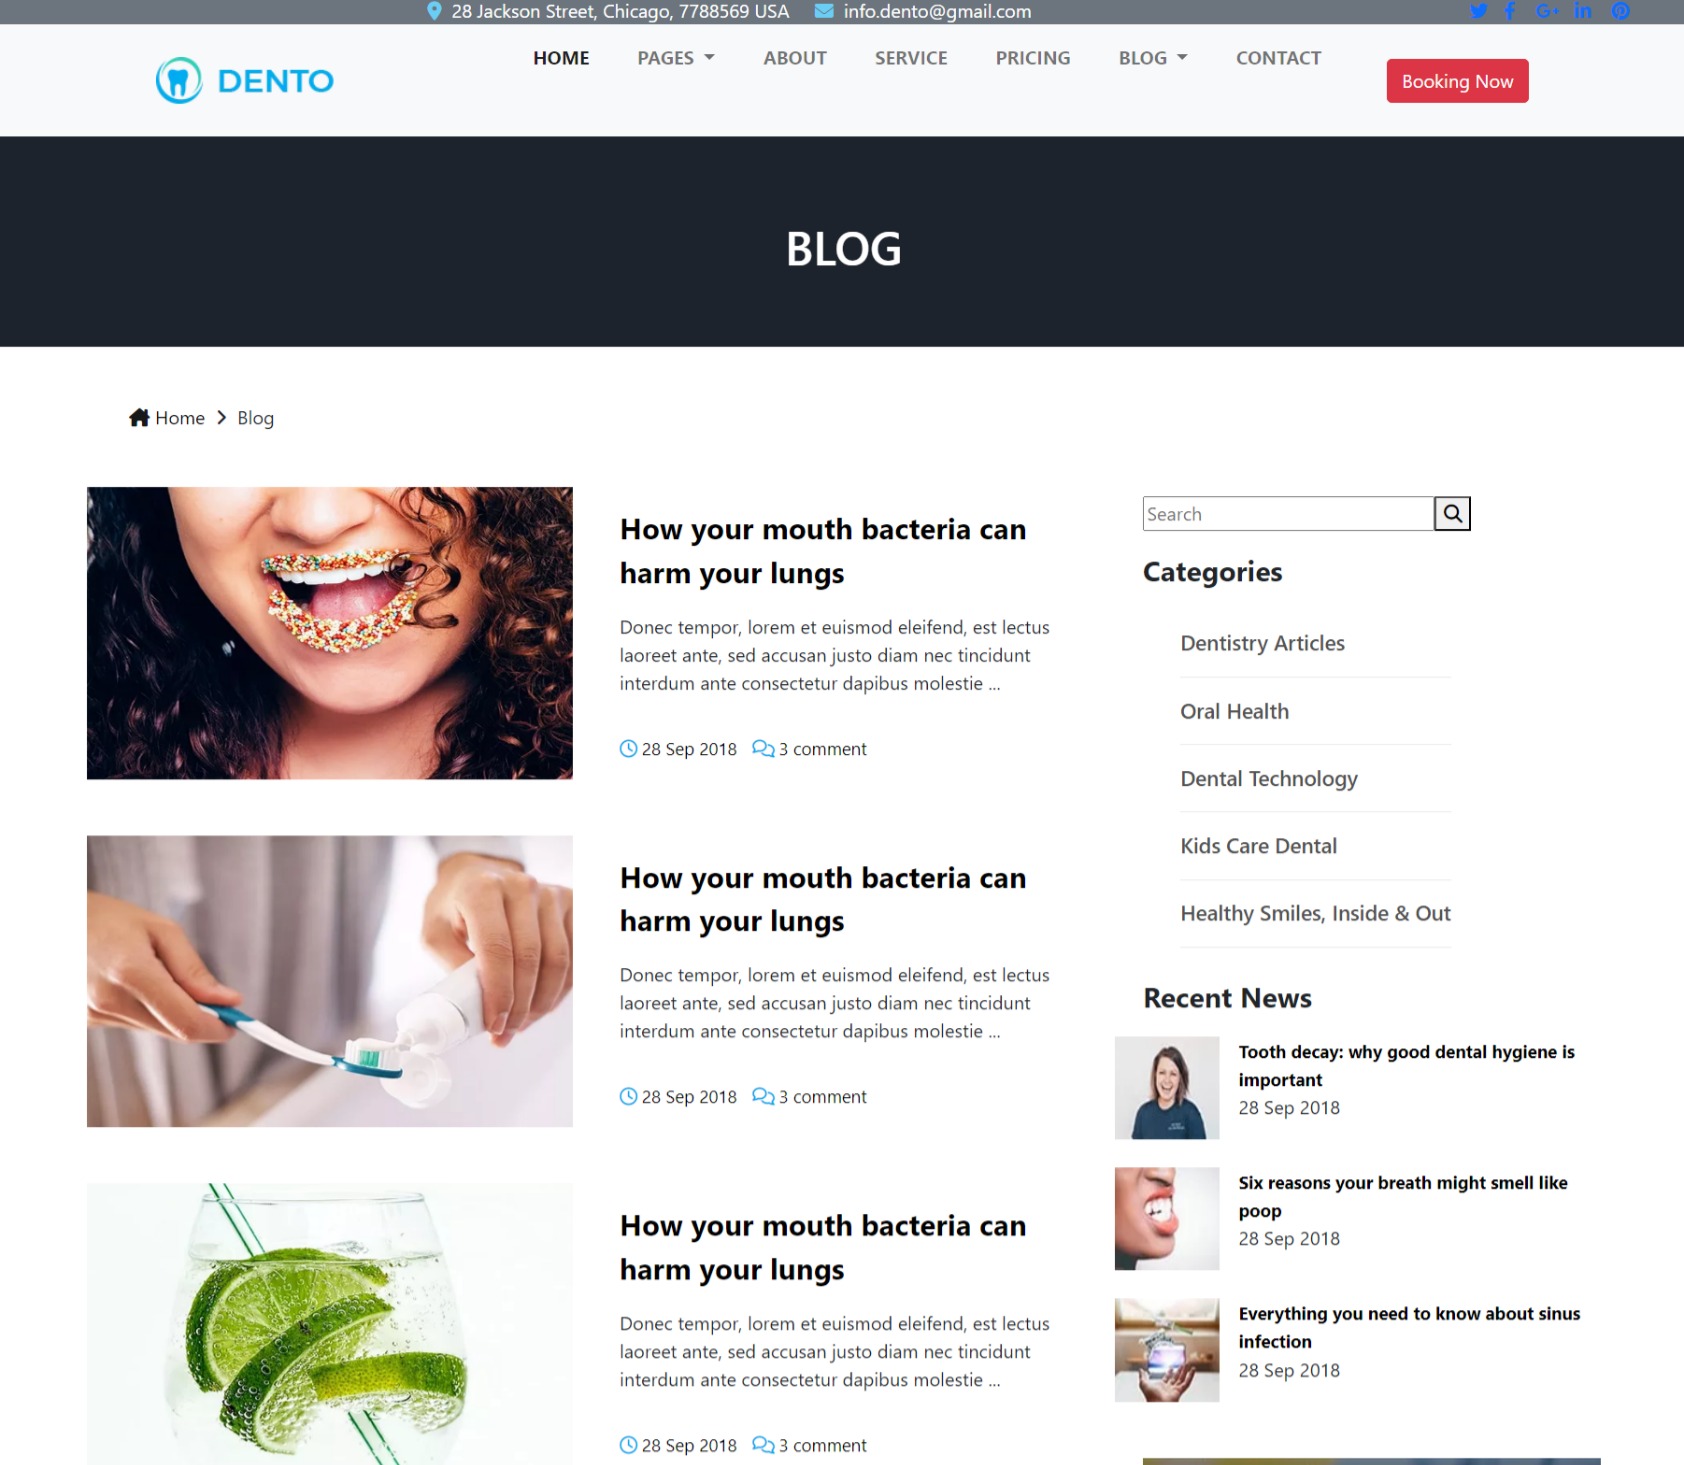 28 Jackson Street, Chicago, 7788569 USA info.dento@gmail.com
DENTO HOME PAGES ABOUT SERVICE PRICING BLOG CONTACT Booking Now
BLOG
Home Blog
How your mouth bacteria can
harm your lungs
Donec tempor, lorem et euismod eleifend, est lectus
laoreet ante, sed accusan justo diam nec tincidunt
interdum ante consectetur dapibus molestie ...
28 Sep 2018 3 comment
How your mouth bacteria can
harm your lungs
Donec tempor, lorem et euismod eleifend, est lectus
laoreet ante, sed accusan justo diam nec tincidunt
interdum ante consectetur dapibus molestie ...
28 Sep 2018 3 comment
How your mouth bacteria can
harm your lungs
Donec tempor, lorem et euismod eleifend, est lectus
laoreet ante, sed accusan justo diam nec tincidunt
interdum ante consectetur dapibus molestie ...
28 Sep 2018 3 comment
Search
Categories
Dentistry Articles
Oral Health
Dental Technology
Kids Care Dental
Healthy Smiles, Inside & Out
Recent News
Tooth decay: why good dental hygiene is
important
28 Sep 2018
Six reasons your breath might smell like
poop
28 Sep 2018
Everything you need to know about sinus
infection
28 Sep 2018